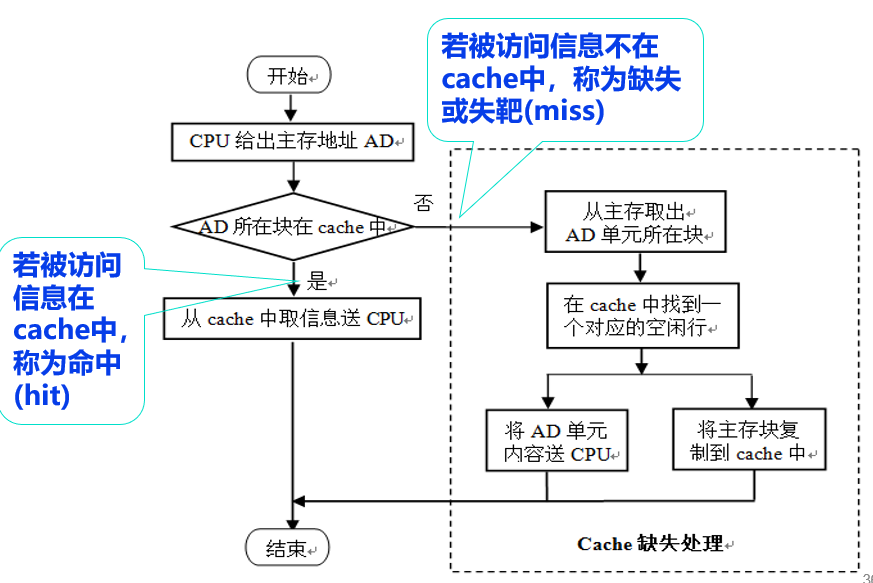 若被访问信息不在
cache中，称为缺失
或失靶(miss)
开始
CPU 给出主存地址 AD
否
AD 所在块在 cache 中
从主存取出
AD 单元所在块
若被访问
信息在
cache中，
称为命中
(hit)
是
从 cache 中取信息送 CPU
在 cache 中找到一
个对应的空闲行
将 AD 单元
内容送 CPU
将主存块复
制到 cache 中
结束
Cache 缺失处理